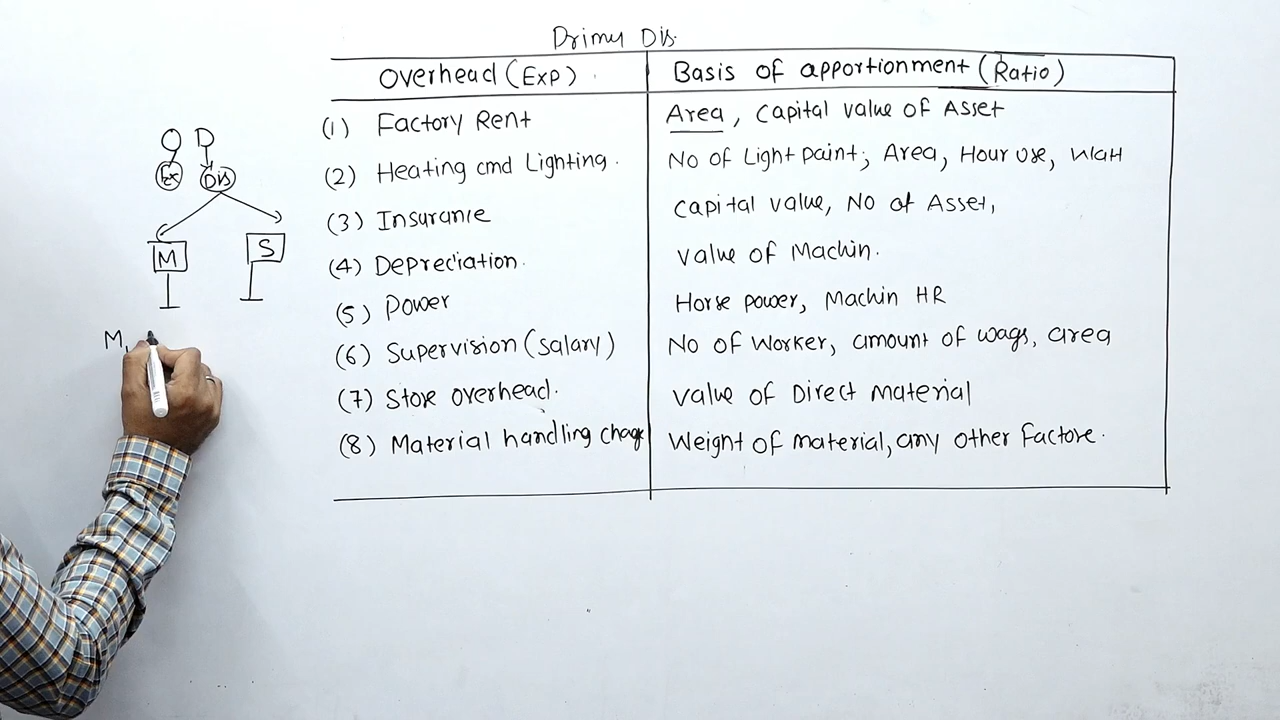 Primy Dis.
Overhead (Exp) Basis of apportionment (Ratio)
(1) Factory Rent Area, Capital value of Asset
(2) Heating and Lighting. No of Light paint, Area, Hour use, Watt
(3) Insurance Capital value, No of Asset,
(4) Depreciation. Value of Machin.
(5) Power Horse power, Machin HR
(6) Supervision (salary) No of Worker, amount of wags, area
(7) Store overhead. Value of Direct Material
(8) Material handling charge Weight of material, any other Factore.
O D
Ex Dis
M S
M,